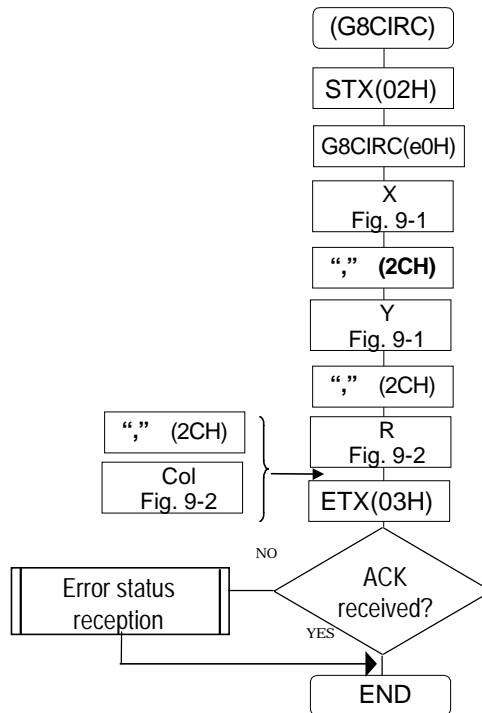 (G8CIRC)
STX(02H)
G8CIRC(e0H)
X
Fig. 9-1
“,” (2CH)
Y
Fig. 9-1
“,” (2CH)
“,” (2CH)
Col
Fig. 9-2
R
Fig. 9-2
ETX(03H)
NO
ACK
received?
Error status
reception
YES
END